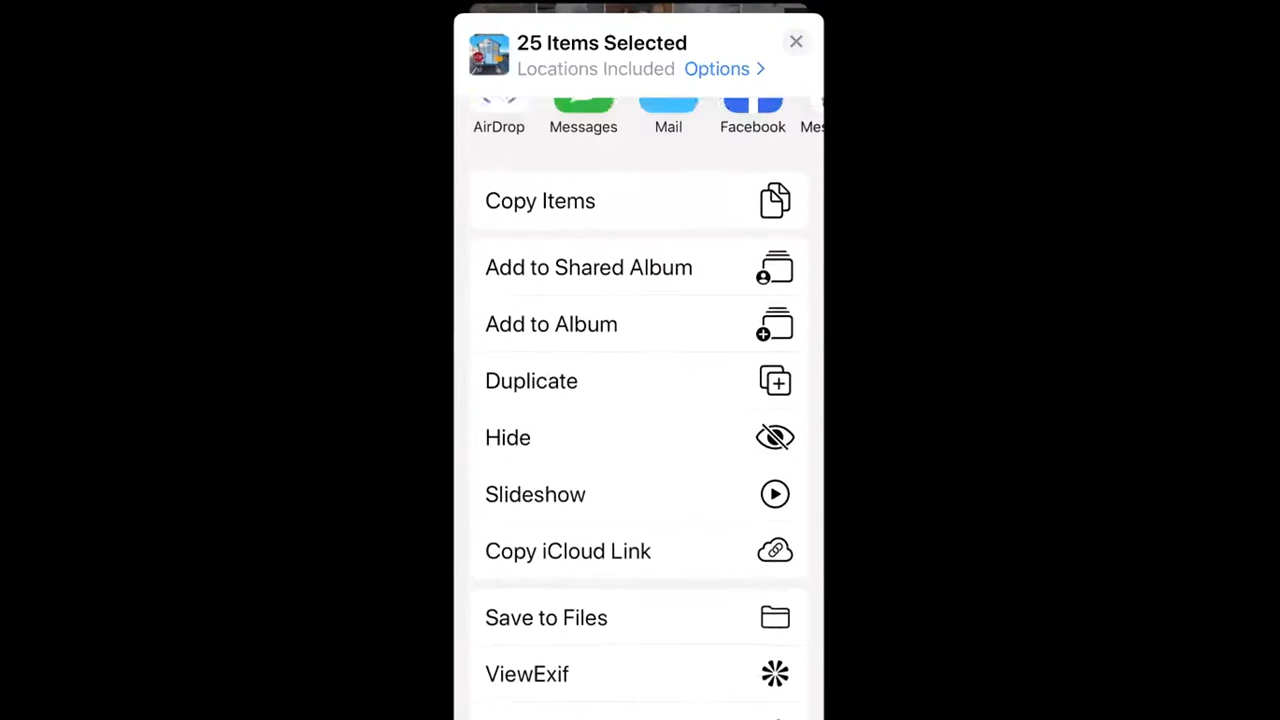 25 Items Selected
Locations Included Options >
AirDrop Messages Mail Facebook Mes
Copy Items
Add to Shared Album
Add to Album
Duplicate
Hide
Slideshow
Copy iCloud Link
Save to Files
ViewExif